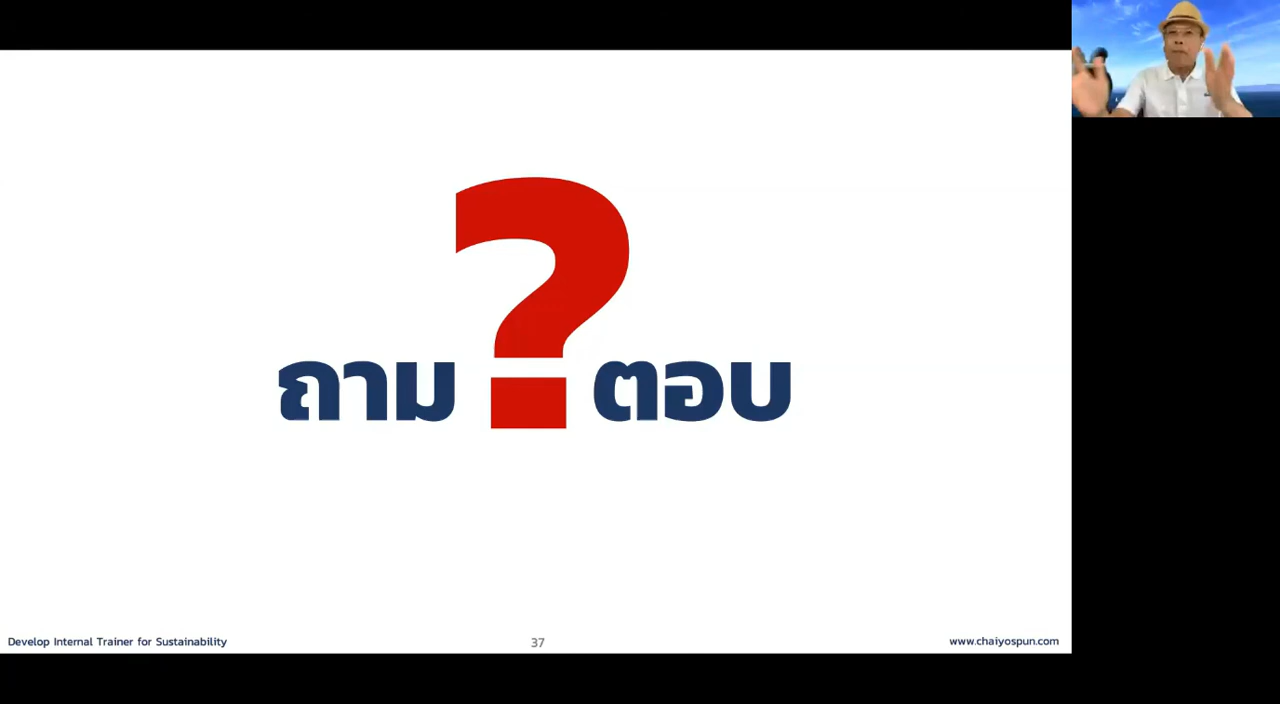 ถาม ? ตอบ
Develop Internal Trainer for Sustainability
37
www.chaiyospun.com